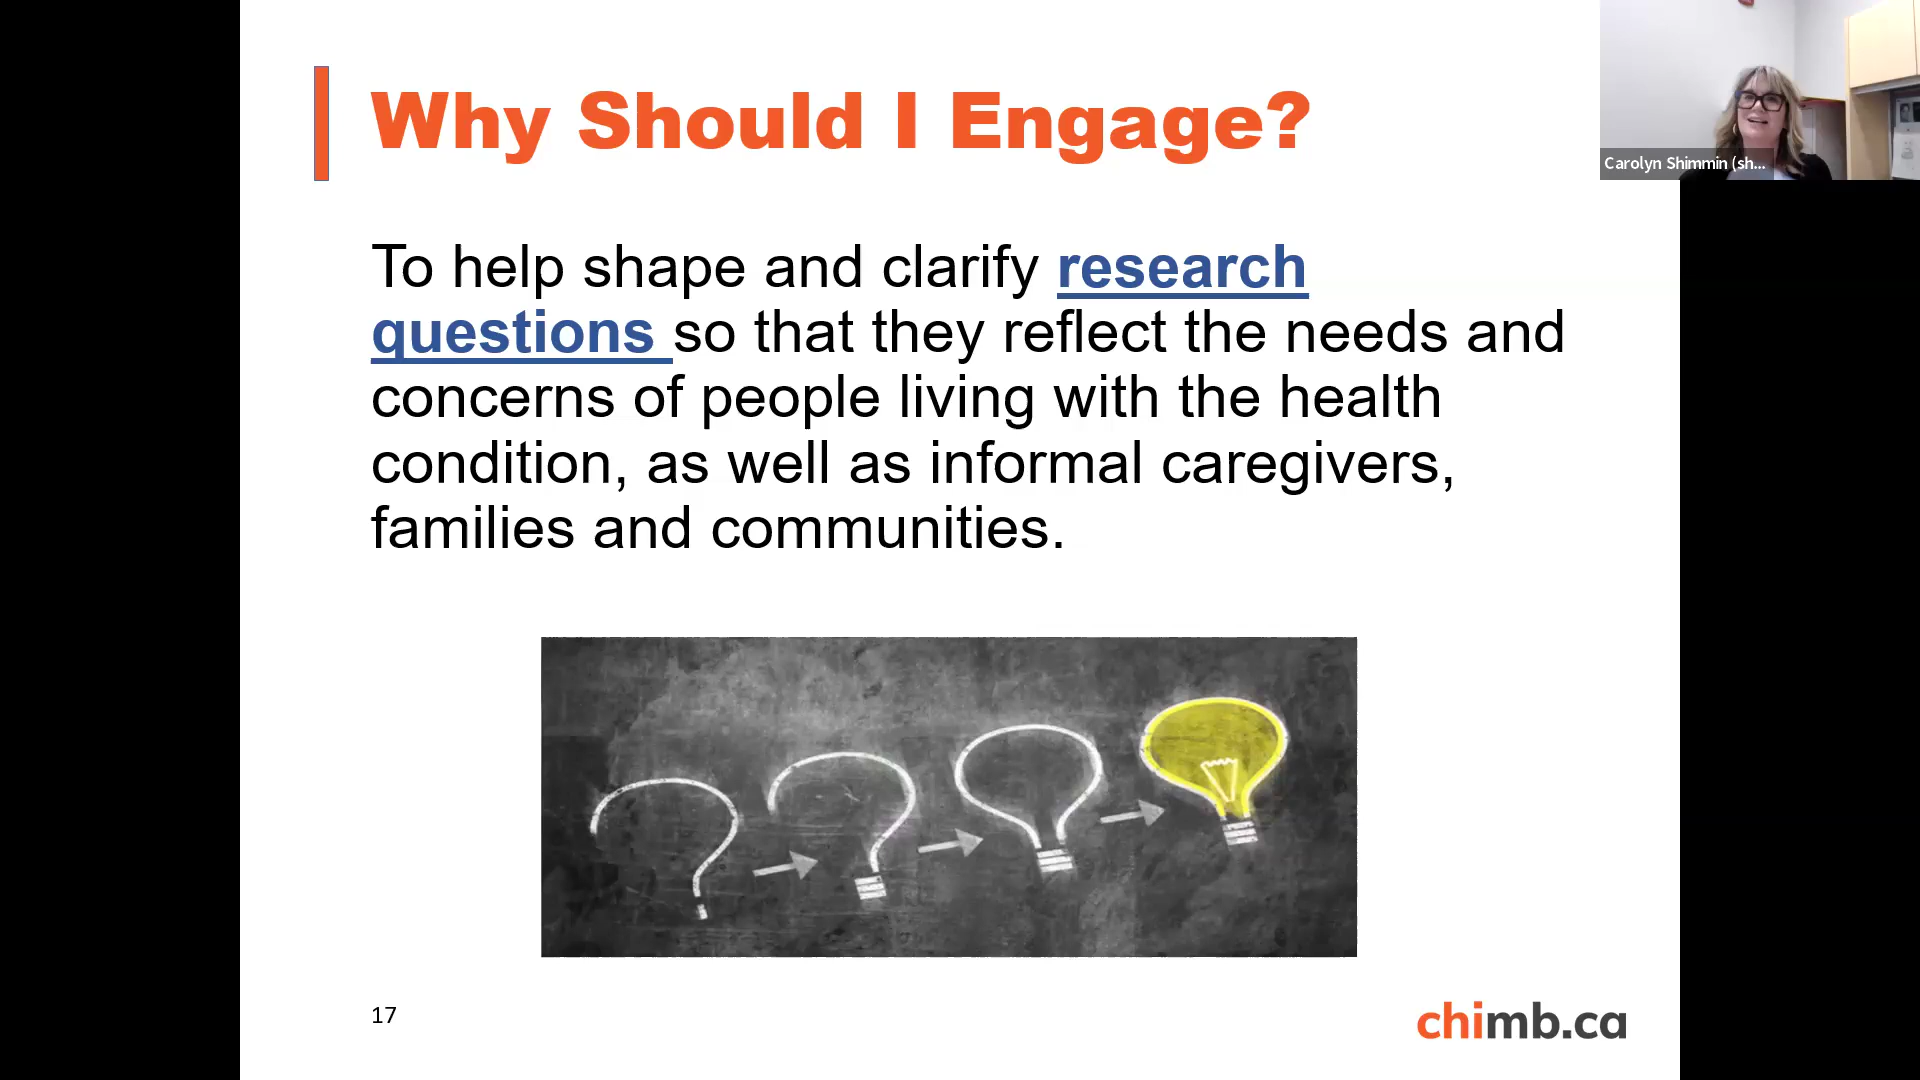 Why Should I Engage?
Carolyn Shimmin (sh...
To help shape and clarify research
questions so that they reflect the needs and
concerns of people living with the health
condition, as well as informal caregivers,
families and communities.
17
chimb.ca